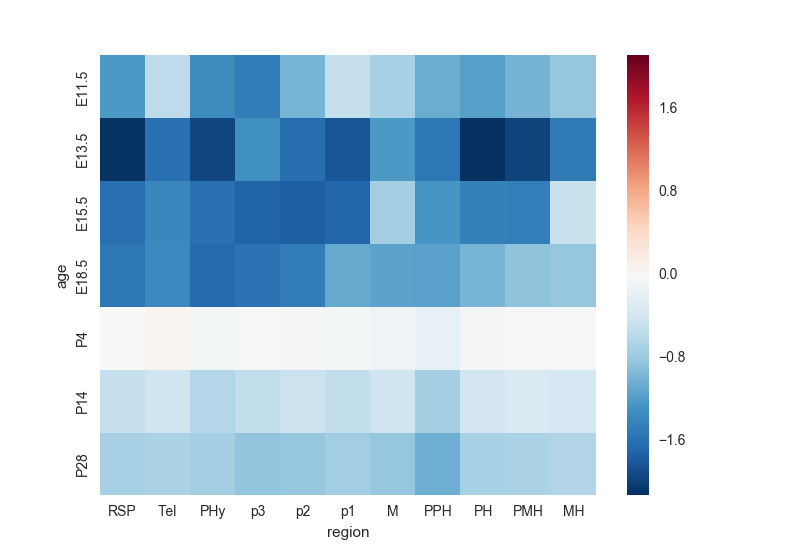 E11.5
E13.5
E15.5
E18.5
P4
P14
P28
age
RSP Tel PHy p3 p2 p1 M PPH PH PMH MH
region
1.6
0.8
0.0
−0.8
−1.6